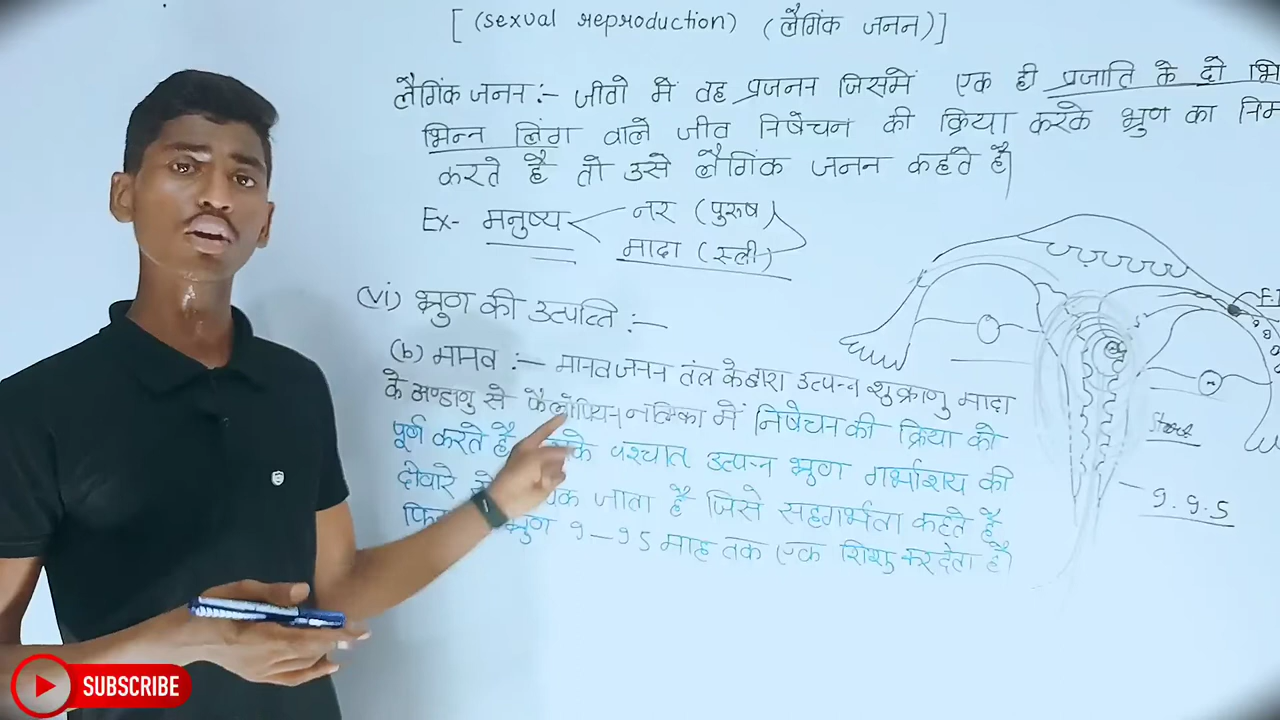 [ (sexual reproduction) (लैगिंक जनन)]
लैगिंक जनन :- जीवो में वह प्रजनन जिसमें एक ही प्रजाति के दो
भिन्न लिंग वाले जीव निषेचन की क्रिया करके भ्रुण का
करते है तो उसे लैगिंक जनन कहते है।
Ex- मनुष्य नर (पुरुष)
मादा (स्त्री)
(vi) भ्रुण की उत्पत्ति :-
(b) मानव :- मानव जनन तंत्र के द्वारा उत्पन्न शुक्राणु मादा
के अण्डाणु से फैलोपियन नलिका में निषेचन की क्रिया को
पूर्ण करते है पश्चात उत्पन्न भ्रुण गर्भाशय की
दीवारे जाता है जिसे सहगर्भता कहते है
भ्रुण 9-95 माह तक एक शिशु कर देता है।
F.T
9.9.5
SUBSCRIBE